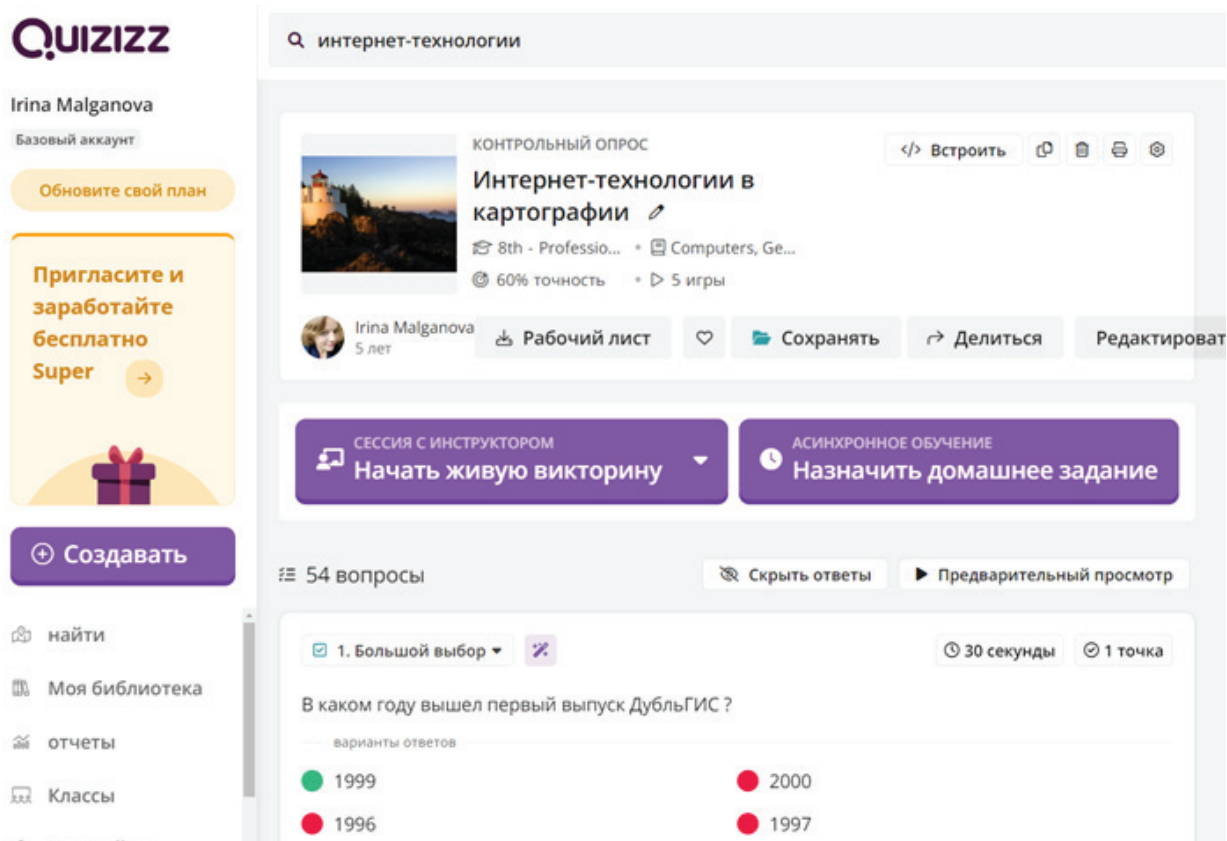 Quizizz
интернет-технологии
Irina Malganova
Базовый аккаунт
Обновите свой план
Пригласите и
заработайте
бесплатно
Super
Создавать
найти
Моя библиотека
отчеты
Классы
КОНТРОЛЬНЫЙ ОПРОС
</> Встроить
Интернет-технологии в
картографии
8th - Professio... • Computers, Ge...
60% точность • 5 игры
Irina Malganova
5 лет
Рабочий лист
Сохранять
Делиться
Редактироват
СЕССИЯ С ИНСТРУКТОРОМ
Начать живую викторину
АСИНХРОННОЕ ОБУЧЕНИЕ
Назначить домашнее задание
54 вопросы
Скрыть ответы
Предварительный просмотр
1. Большой выбор
30 секунды
1 точка
В каком году вышел первый выпуск ДубльГИС ?
варианты ответов
1999
2000
1996
1997